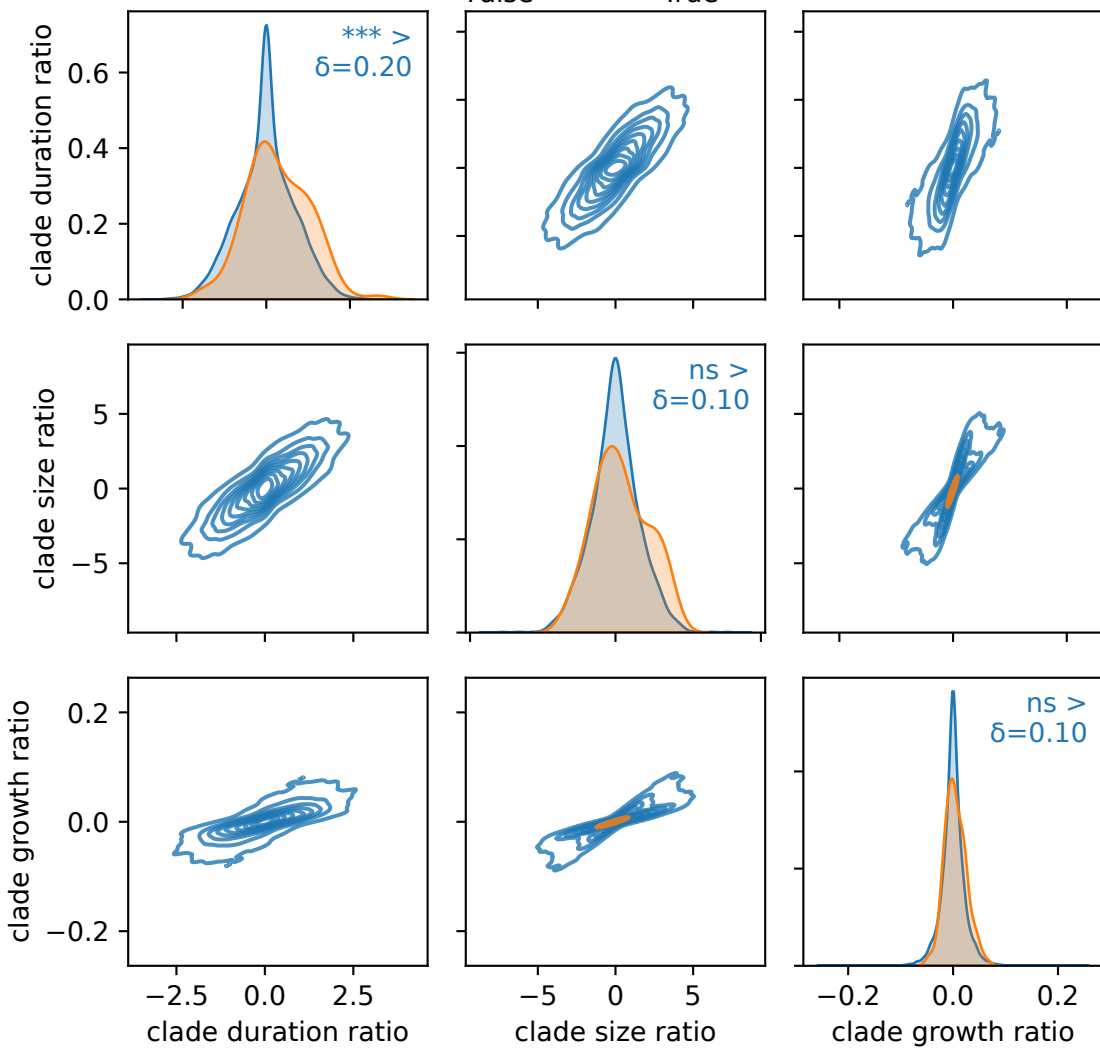 clade duration ratio
0.6
0.4
0.2
0.0
*** >
δ=0.20
clade size ratio
5
0
−5
ns >
δ=0.10
clade growth ratio
0.2
0.0
−0.2
ns >
δ=0.10
−2.5 0.0 2.5
−5 0 5
−0.2 0.0 0.2
clade duration ratio
clade size ratio
clade growth ratio